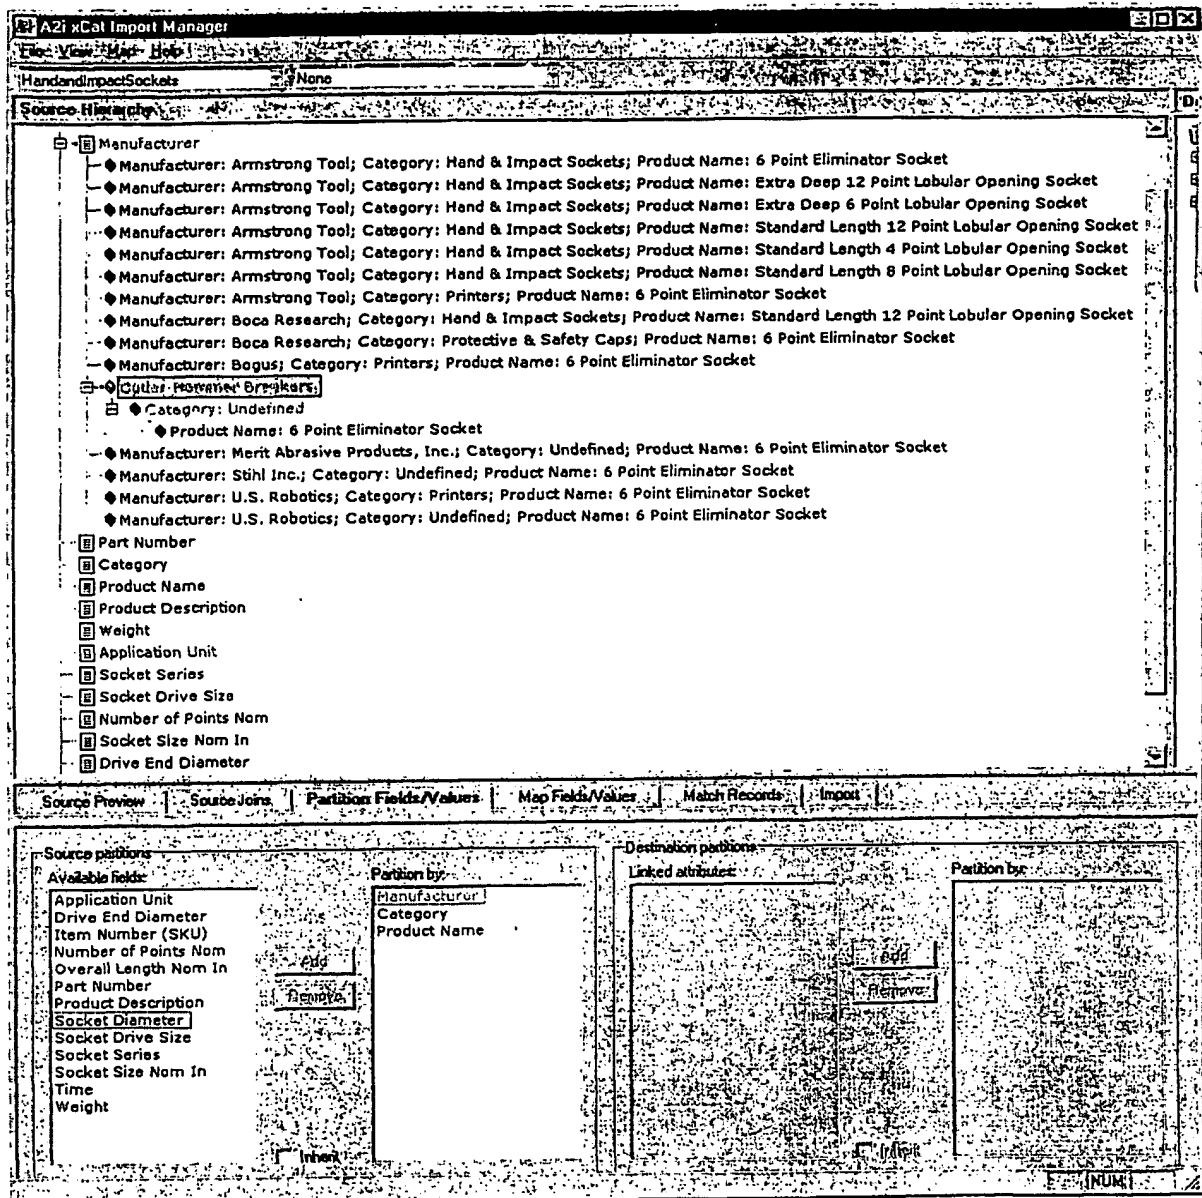 A2i xCat Import Manager
File View Map Help
HandandImpactSockets None
Source Hierarchy
Manufacturer
Manufacturer: Armstrong Tool; Category: Hand & Impact Sockets; Product Name: 6 Point Eliminator Socket
Manufacturer: Armstrong Tool; Category: Hand & Impact Sockets; Product Name: Extra Deep 12 Point Lobular Opening Socket
Manufacturer: Armstrong Tool; Category: Hand & Impact Sockets; Product Name: Extra Deep 6 Point Lobular Opening Socket
Manufacturer: Armstrong Tool; Category: Hand & Impact Sockets; Product Name: Standard Length 12 Point Lobular Opening Socket
Manufacturer: Armstrong Tool; Category: Hand & Impact Sockets; Product Name: Standard Length 4 Point Lobular Opening Socket
Manufacturer: Armstrong Tool; Category: Hand & Impact Sockets; Product Name: Standard Length 8 Point Lobular Opening Socket
Manufacturer: Armstrong Tool; Category: Printers; Product Name: 6 Point Eliminator Socket
Manufacturer: Boca Research; Category: Hand & Impact Sockets; Product Name: Standard Length 12 Point Lobular Opening Socket
Manufacturer: Boca Research; Category: Protective & Safety Caps; Product Name: 6 Point Eliminator Socket
Manufacturer: Bogus; Category: Printers; Product Name: 6 Point Eliminator Socket
Cutler Hammer Breakers
Category: Undefined
Product Name: 6 Point Eliminator Socket
Manufacturer: Merit Abrasive Products, Inc.; Category: Undefined; Product Name: 6 Point Eliminator Socket
Manufacturer: Stihl Inc.; Category: Undefined; Product Name: 6 Point Eliminator Socket
Manufacturer: U.S. Robotics; Category: Printers; Product Name: 6 Point Eliminator Socket
Manufacturer: U.S. Robotics; Category: Undefined; Product Name: 6 Point Eliminator Socket
Part Number
Category
Product Name
Product Description
Weight
Application Unit
Socket Series
Socket Drive Size
Number of Points Nom
Socket Size Nom In
Drive End Diameter
Source Preview Source Joins Partition Fields/Values Map Fields/Values Match Records Import
Source partitions
Available fields:
Application Unit
Drive End Diameter
Item Number (SKU)
Number of Points Nom
Overall Length Nom In
Part Number
Product Description
Socket Diameter
Socket Drive Size
Socket Series
Socket Size Nom In
Time
Weight
Add
Remove
Inherit
Partition by:
Manufacturer
Category
Product Name
Destination partitions
Linked attributes:
Add
Remove
Inherit
Partition by:
NUM